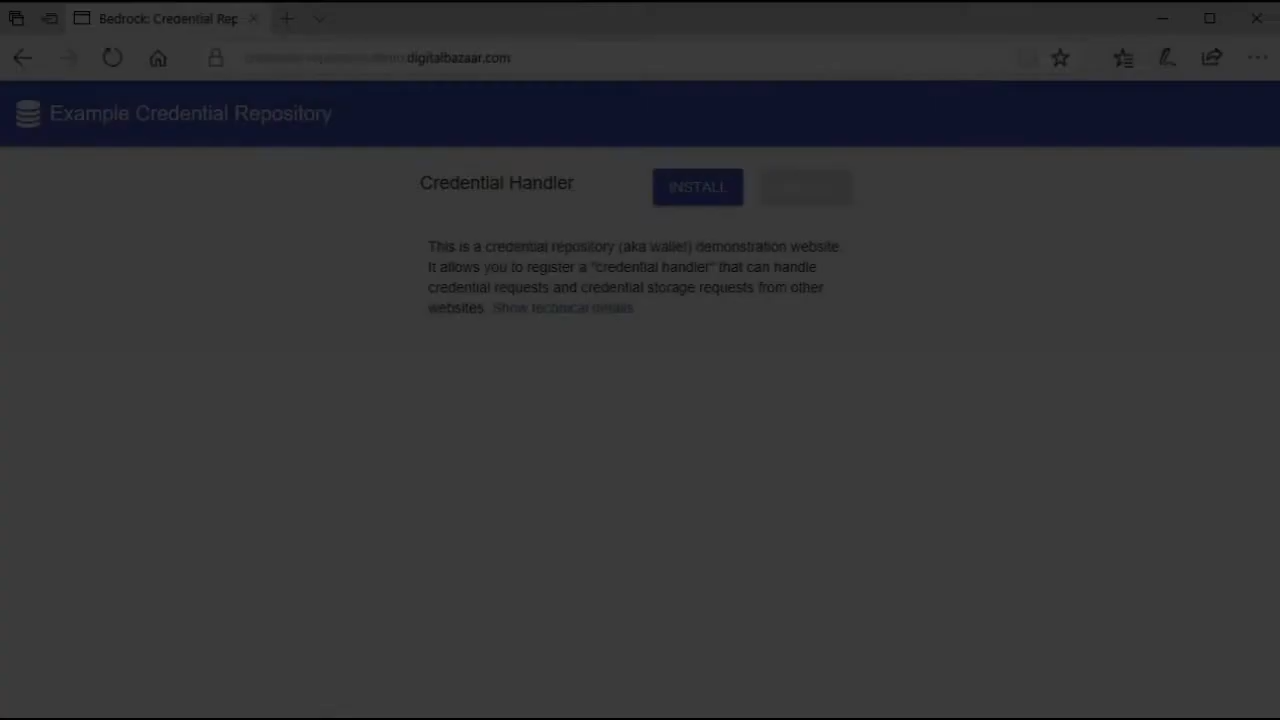 Bedrock: Credential Rep
digitalbazaar.com
Example Credential Repository
Credential Handler
INSTALL
This is a credential repository (aka wallet) demonstration website.
It allows you to register a "credential handler" that can handle
credential requests and credential storage requests from other
websites. Show technical details